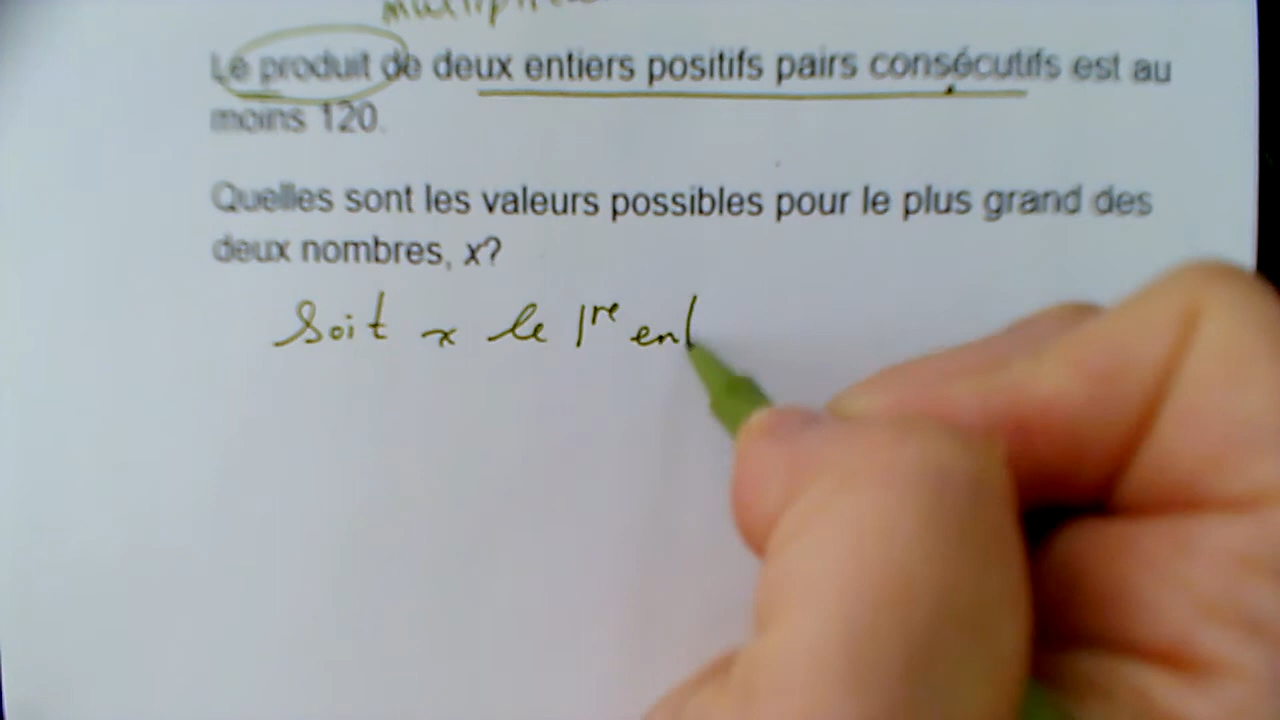 Le produit de deux entiers positifs pairs consécutifs est au
moins 120.
Quelles sont les valeurs possibles pour le plus grand des
deux nombres, x?
Soit x le 1re ent